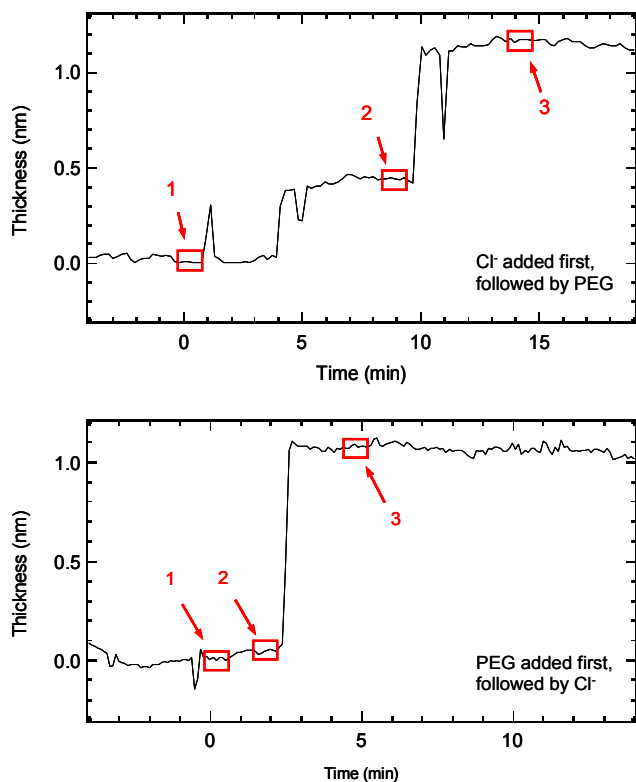 Thickness (nm)
1.0
0.5
0.0
1
2
3
Cl- added first,
followed by PEG
0
5
10
15
Time (min)
Thickness (nm)
1.0
0.5
0.0
1
2
3
PEG added first,
followed by Cl-
0
5
10
Time (min)